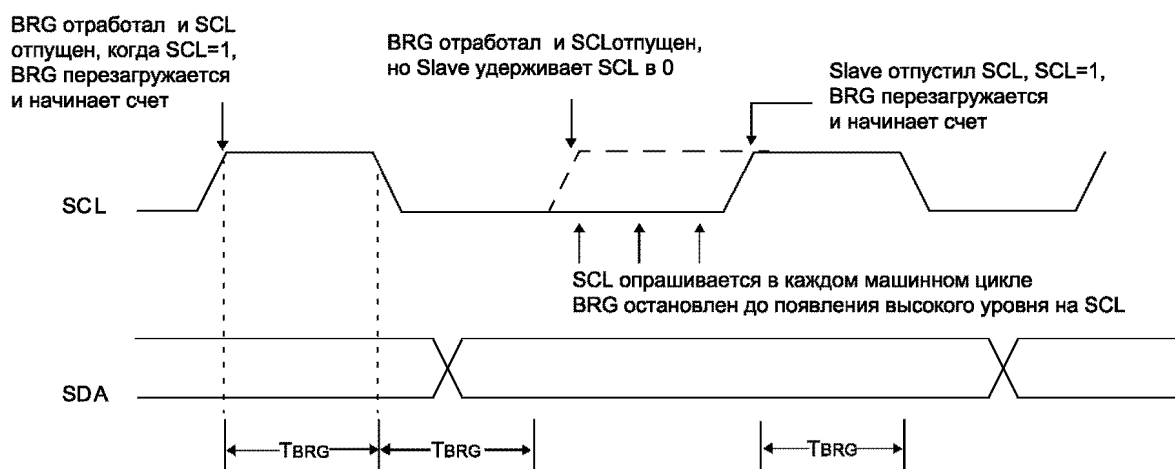 BRG отработал и SCL
отпущен, когда SCL=1,
BRG перезагружается
и начинает счет
BRG отработал и SCLотпущен,
но Slave удерживает SCL в 0
Slave отпустил SCL, SCL=1,
BRG перезагружается
и начинает счет
SCL
SCL опрашивается в каждом машинном цикле
BRG остановлен до появления высокого уровня на SCL
SDA
TBRG
TBRG
TBRG